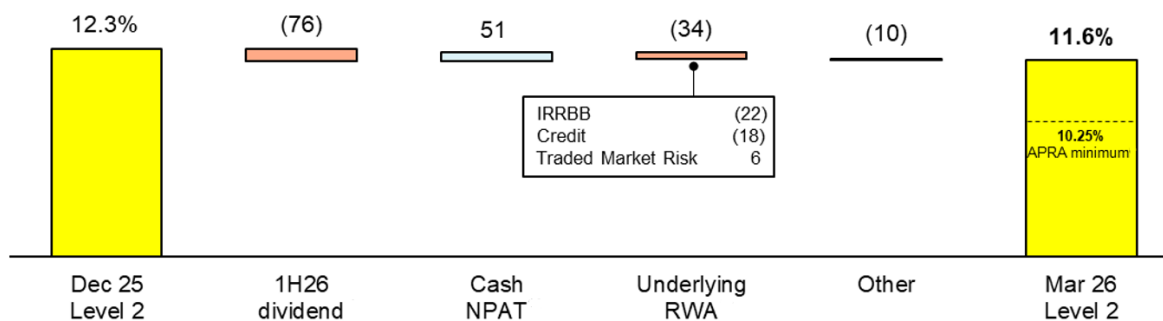 12.3%
(76)
51
(34)
(10)
11.6%
IRRBB (22)
Credit (18)
Traded Market Risk 6
10.25%
APRA minimum
Dec 25
Level 2
1H26
dividend
Cash
NPAT
Underlying
RWA
Other
Mar 26
Level 2